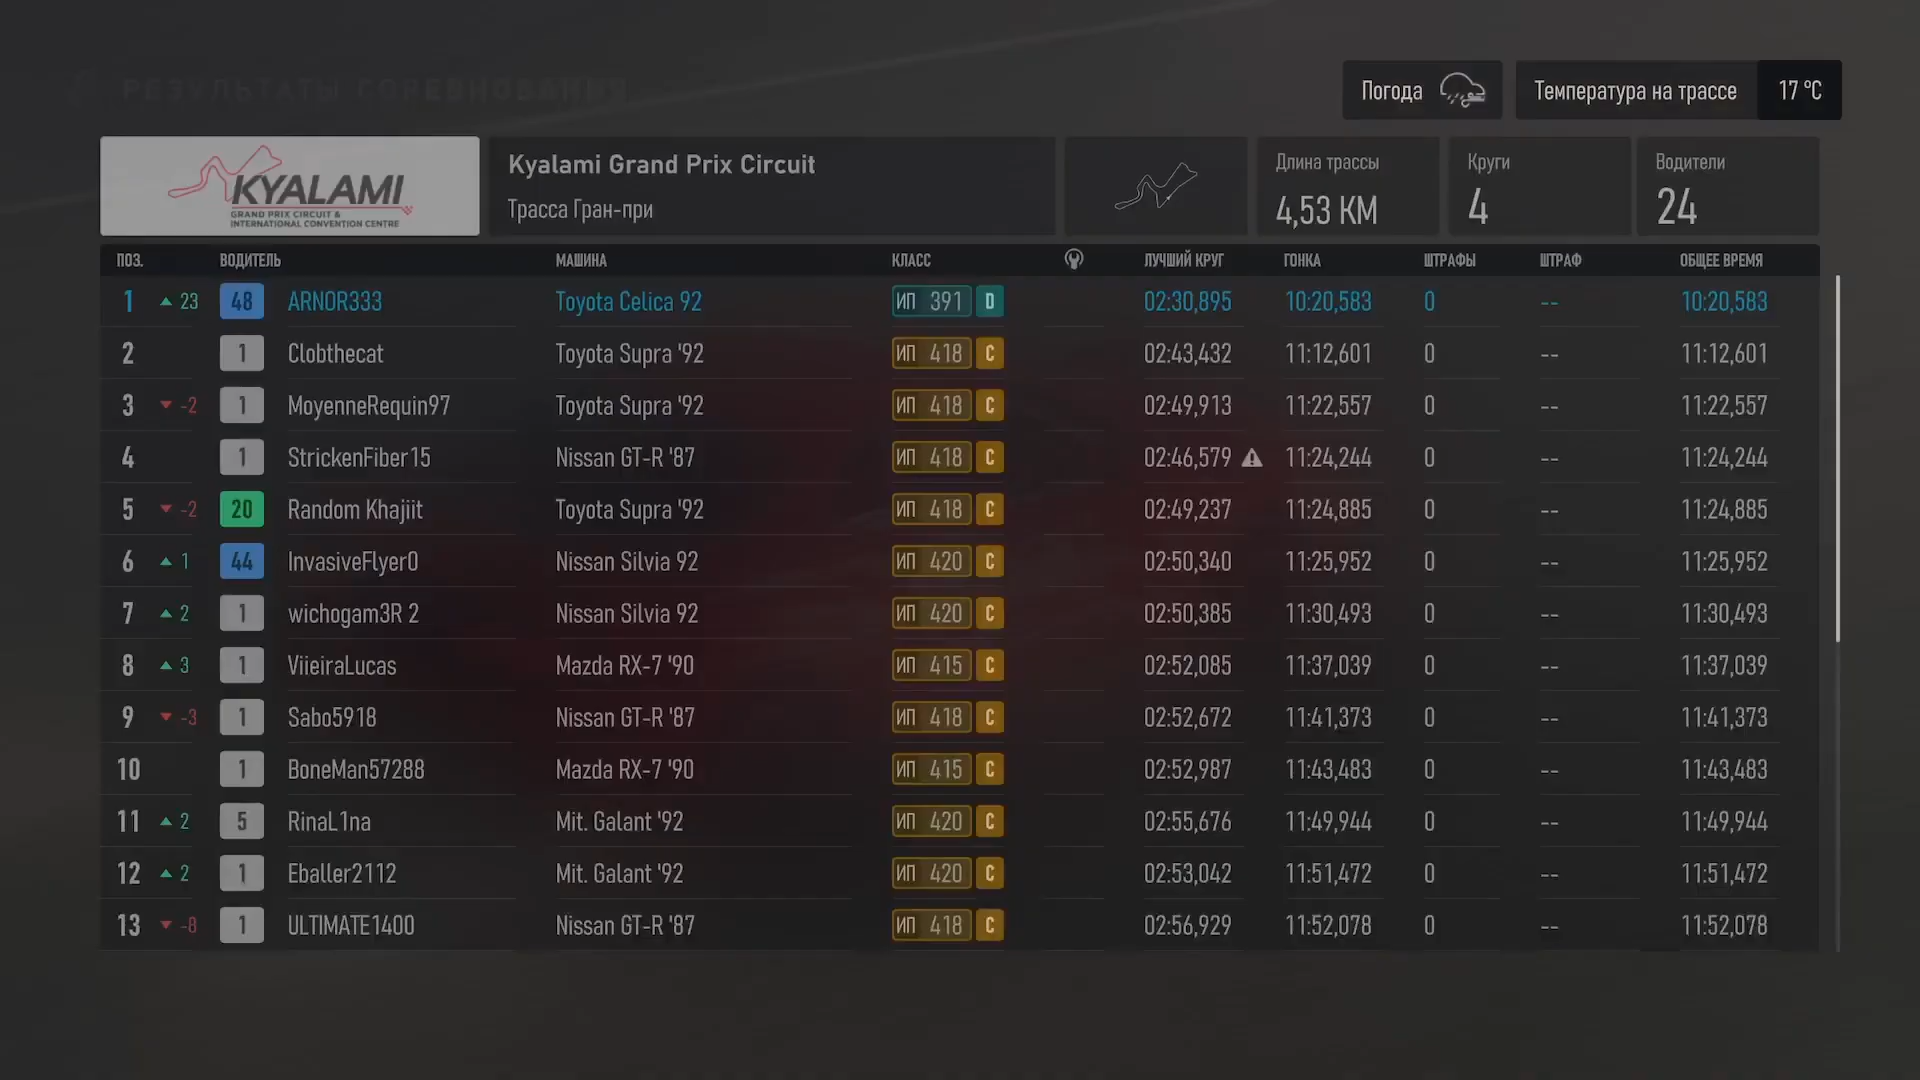 РЕЗУЛЬТАТЫ СОРЕВНОВАНИЯ
Погода
Температура на трассе 17 °C
KYALAMI
GRAND PRIX CIRCUIT &
INTERNATIONAL CONVENTION CENTRE
Kyalami Grand Prix Circuit
Трасса Гран-при
Длина трассы
4,53 КМ
Круги
4
Водители
24
ПОЗ. ВОДИТЕЛЬ МАШИНА КЛАСС ЛУЧШИЙ КРУГ ГОНКА ШТРАФЫ ШТРАФ ОБЩЕЕ ВРЕМЯ
1 23 48 ARNOR333 Toyota Celica 92 ИП 391 D 02:30,895 10:20,583 0 -- 10:20,583
2 1 Clobthecat Toyota Supra '92 ИП 418 C 02:43,432 11:12,601 0 -- 11:12,601
3 -2 1 MoyenneRequin97 Toyota Supra '92 ИП 418 C 02:49,913 11:22,557 0 -- 11:22,557
4 1 StrickenFiber15 Nissan GT-R '87 ИП 418 C 02:46,579 11:24,244 0 -- 11:24,244
5 -2 20 Random Khajiit Toyota Supra '92 ИП 418 C 02:49,237 11:24,885 0 -- 11:24,885
6 1 44 InvasiveFlyer0 Nissan Silvia 92 ИП 420 C 02:50,340 11:25,952 0 -- 11:25,952
7 2 1 wichogam3R 2 Nissan Silvia 92 ИП 420 C 02:50,385 11:30,493 0 -- 11:30,493
8 3 1 ViieiraLucas Mazda RX-7 '90 ИП 415 C 02:52,085 11:37,039 0 -- 11:37,039
9 -3 1 Sabo5918 Nissan GT-R '87 ИП 418 C 02:52,672 11:41,373 0 -- 11:41,373
10 1 BoneMan57288 Mazda RX-7 '90 ИП 415 C 02:52,987 11:43,483 0 -- 11:43,483
11 2 5 RinaL1na Mit. Galant '92 ИП 420 C 02:55,676 11:49,944 0 -- 11:49,944
12 2 1 Eballer2112 Mit. Galant '92 ИП 420 C 02:53,042 11:51,472 0 -- 11:51,472
13 -8 1 ULTIMATE1400 Nissan GT-R '87 ИП 418 C 02:56,929 11:52,078 0 -- 11:52,078